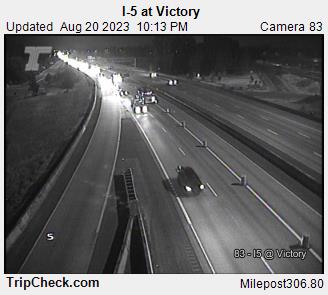 I-5 at Victory
Updated Aug 20 2023 10:13 PM Camera 83
T
S
83 - I5 @ Victory
TripCheck.com Milepost306.80